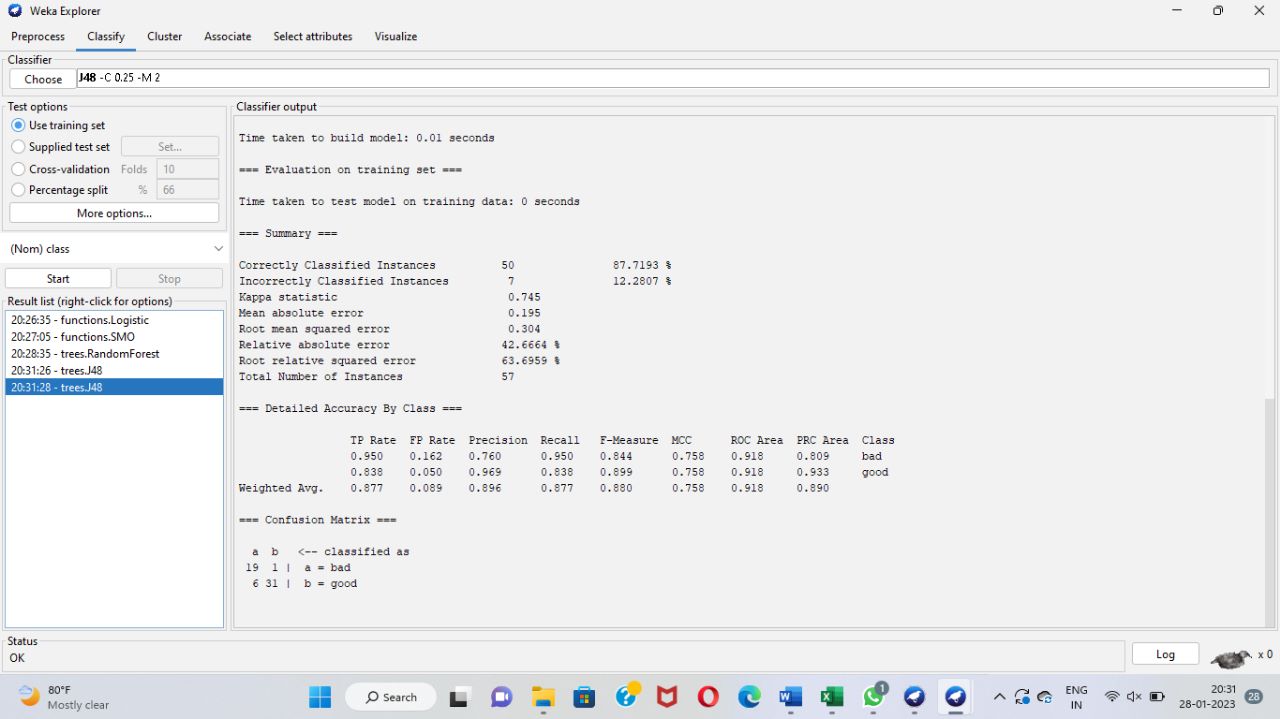 Weka Explorer
Preprocess Classify Cluster Associate Select attributes Visualize
Classifier
Choose J48 -C 0.25 -M 2
Test options
Use training set
Supplied test set Set...
Cross-validation Folds 10
Percentage split % 66
More options...
(Nom) class
Start Stop
Result list (right-click for options)
20:26:35 - functions.Logistic
20:27:05 - functions.SMO
20:28:35 - trees.RandomForest
20:31:26 - trees.J48
20:31:28 - trees.J48
Classifier output
Time taken to build model: 0.01 seconds
=== Evaluation on training set ===
Time taken to test model on training data: 0 seconds
=== Summary ===
Correctly Classified Instances 50 87.7193 %
Incorrectly Classified Instances 7 12.2807 %
Kappa statistic 0.745
Mean absolute error 0.195
Root mean squared error 0.304
Relative absolute error 42.6664 %
Root relative squared error 63.6959 %
Total Number of Instances 57
=== Detailed Accuracy By Class ===
TP Rate FP Rate Precision Recall F-Measure MCC ROC Area PRC Area Class
0.950 0.162 0.760 0.950 0.844 0.758 0.918 0.809 bad
0.838 0.050 0.969 0.838 0.899 0.758 0.918 0.933 good
Weighted Avg. 0.877 0.089 0.896 0.877 0.880 0.758 0.918 0.890
=== Confusion Matrix ===
a b <-- classified as
19 1 | a = bad
6 31 | b = good
Status
OK
Log x 0
80°F
Mostly clear
Search
1
ENG
IN
20:31
28-01-2023
28